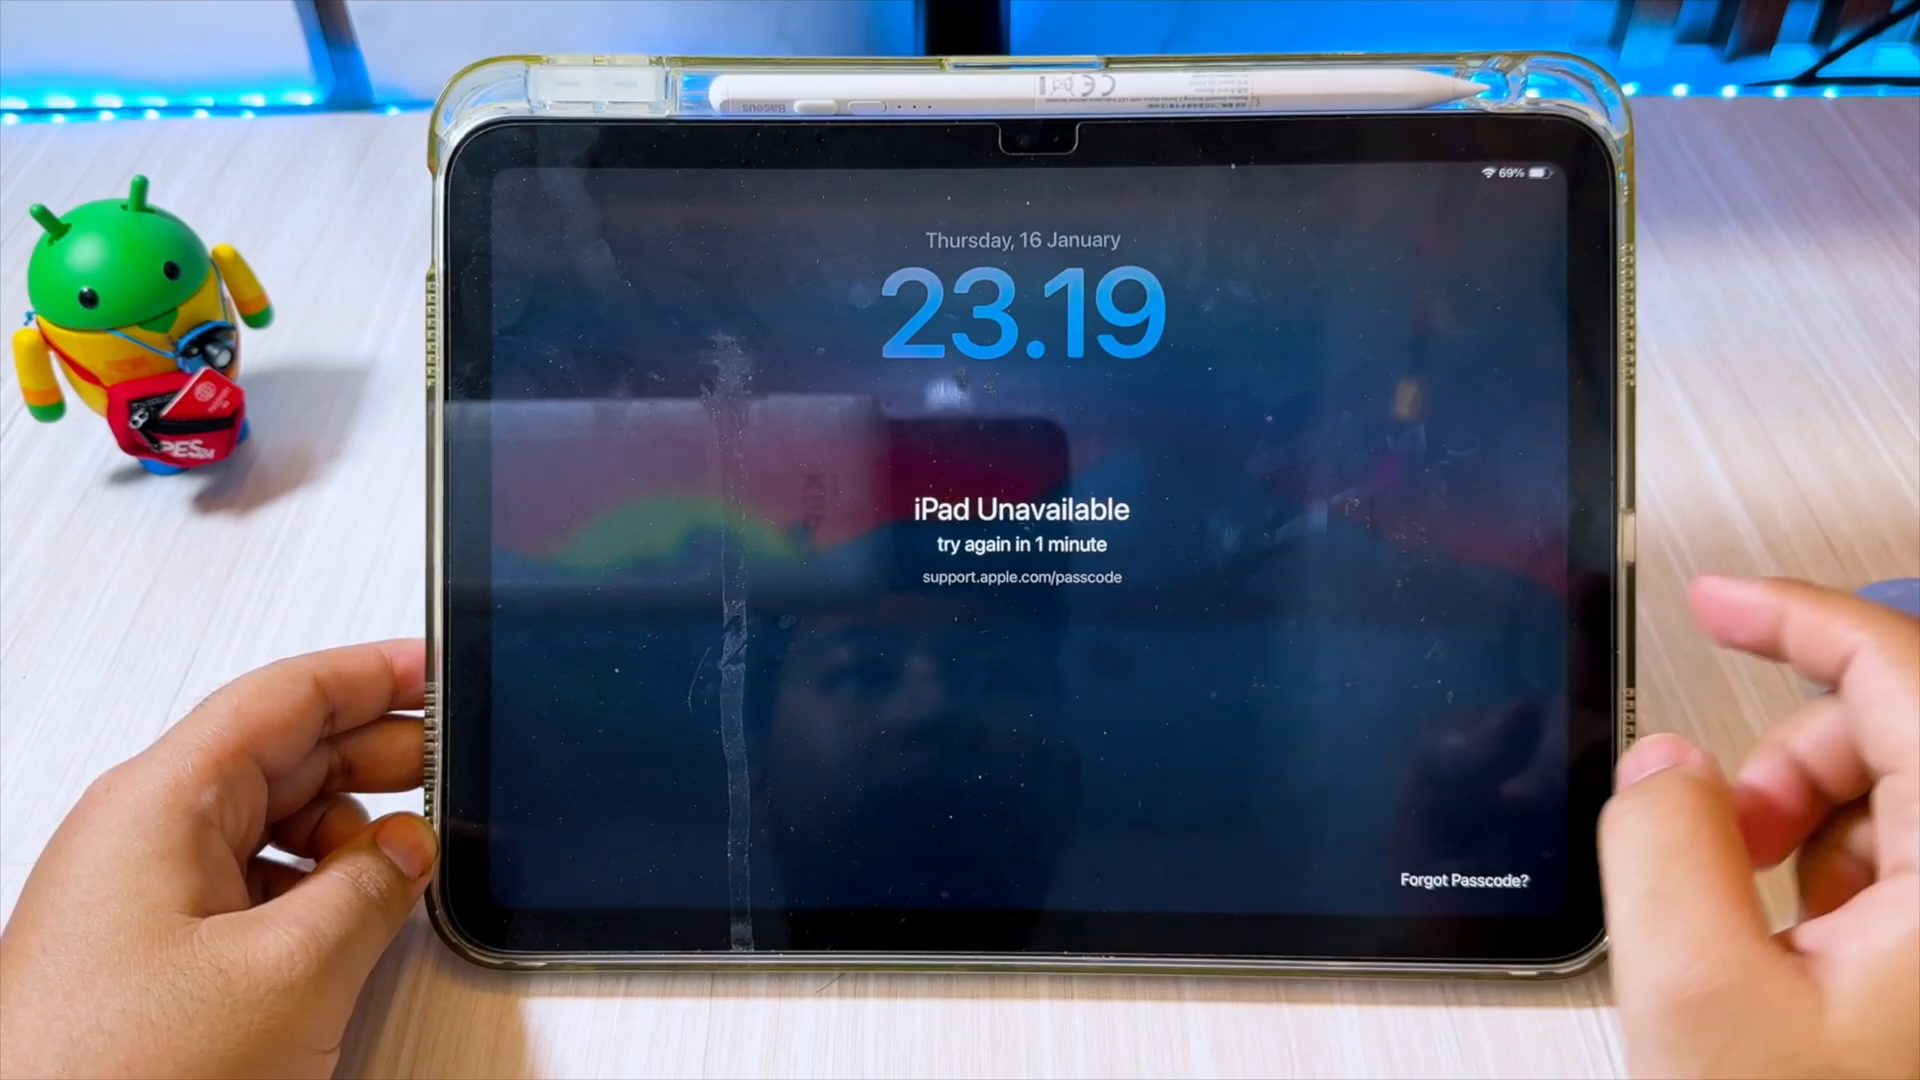 Baseus
69%
Thursday, 16 January
23.19
iPad Unavailable
try again in 1 minute
support.apple.com/passcode
Forgot Passcode?